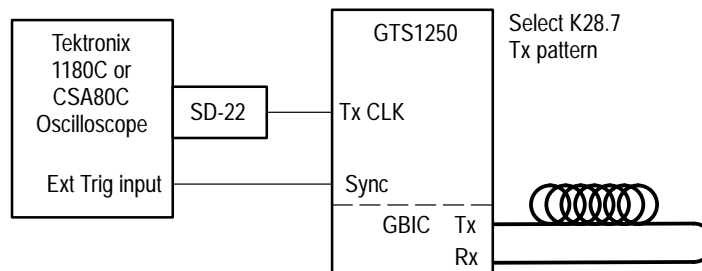 Tektronix
1180C or
CSA80C
Oscilloscope
Ext Trig input
SD-22
GTS1250
Tx CLK
Sync
GBIC Tx
Rx
Select K28.7
Tx pattern